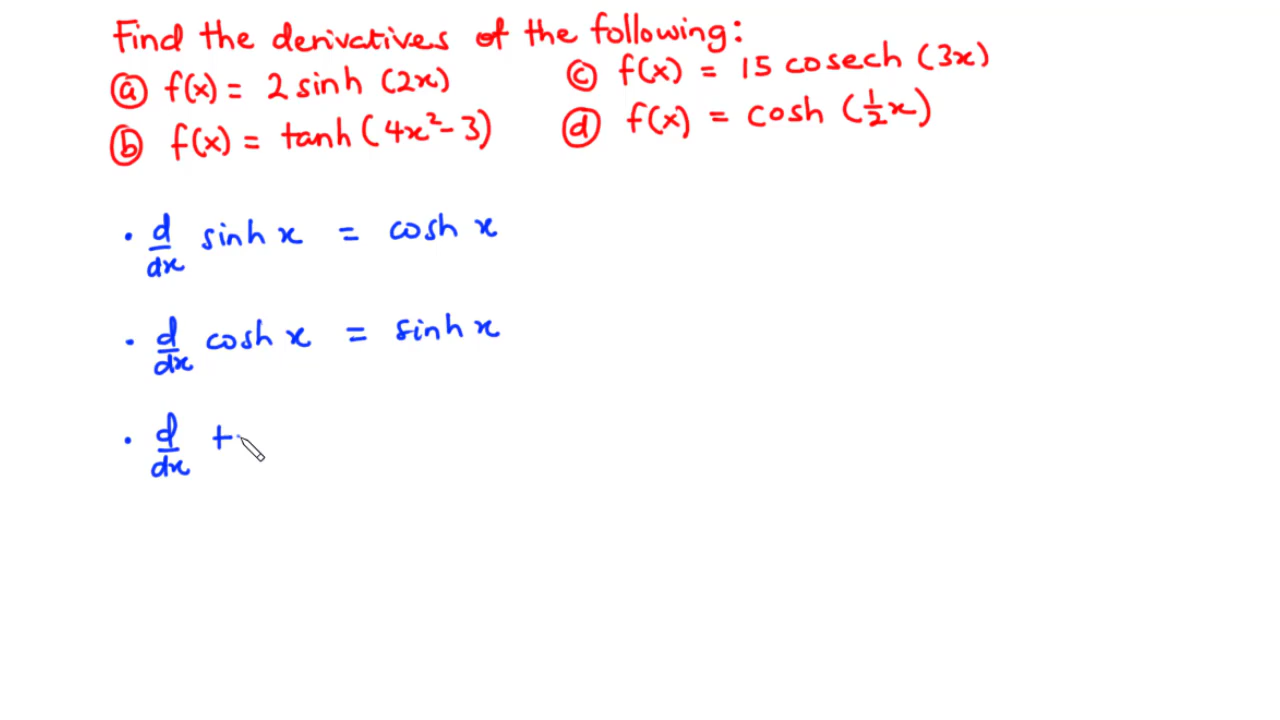 Find the derivatives of the following:
ⓐ f(x) = 2 sinh (2x)
ⓑ f(x) = tanh (4x² - 3)
ⓒ f(x) = 15 cosech (3x)
ⓓ f(x) = cosh (½x)
• d/dx sinh x = cosh x
• d/dx cosh x = sinh x
• d/dx t